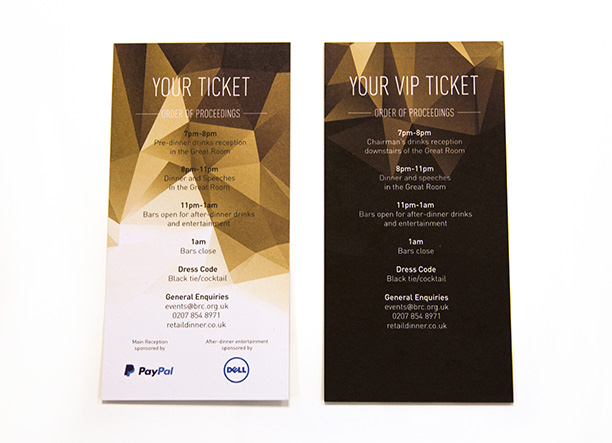 YOUR TICKET
ORDER OF PROCEEDINGS
7pm-8pm
Pre-dinner drinks reception
in the Great Room
8pm-11pm
Dinner and Speeches
in the Great Room
11pm-1am
Bars open for after-dinner drinks
and entertainment
1am
Bars close
Dress Code
Black tie/cocktail
General Enquiries
events@brc.org.uk
0207 854 8971
retaildinner.co.uk
Main Reception
sponsored by
PayPal
After-dinner entertainment
sponsored by
DELL
YOUR VIP TICKET
ORDER OF PROCEEDINGS
7pm-8pm
Chairman's drinks reception
downstairs of the Great Room
8pm-11pm
Dinner and speeches
in the Great Room
11pm-1am
Bars open for after-dinner drinks
and entertainment
1am
Bars close
Dress Code
Black tie/cocktail
General Enquiries
events@brc.org.uk
0207 854 8971
retaildinner.co.uk